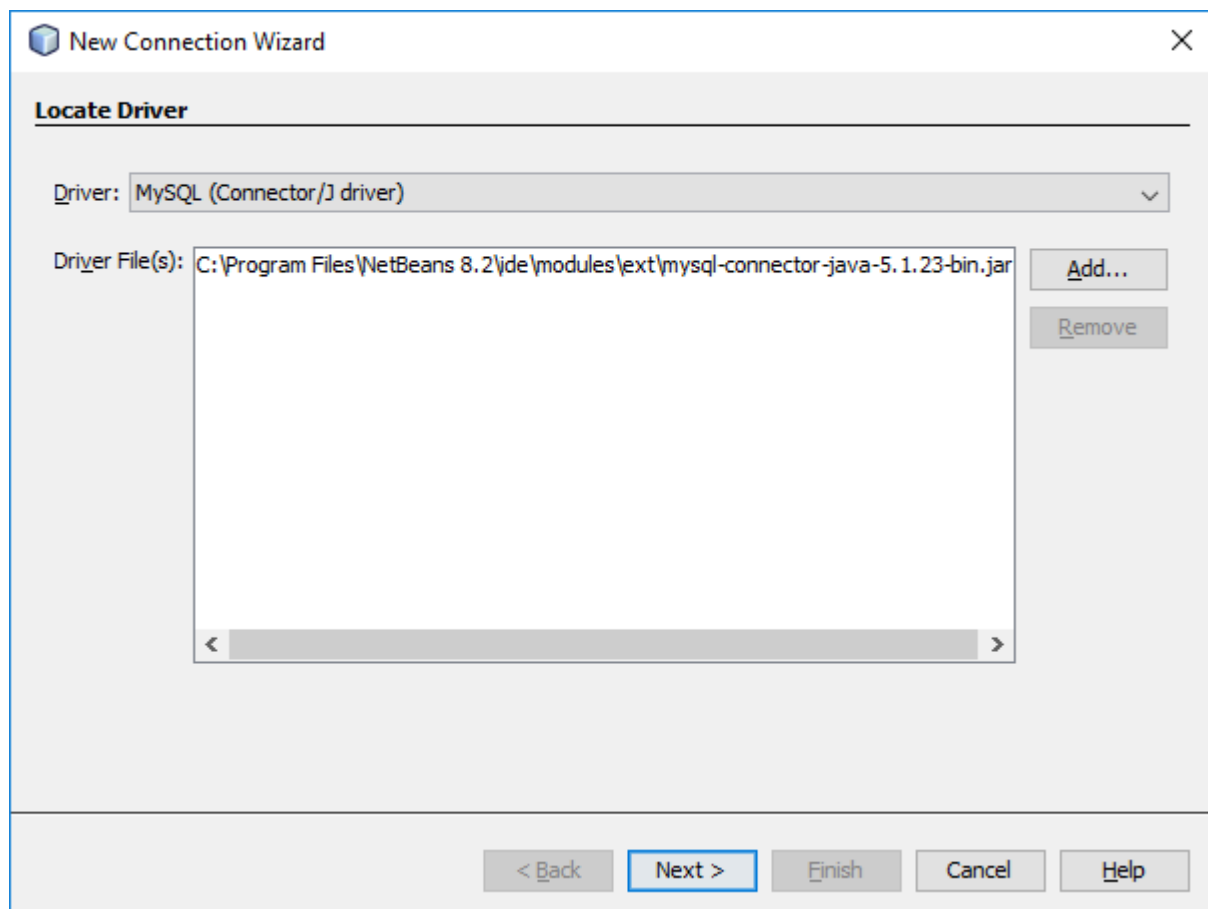 New Connection Wizard
Locate Driver
Driver: MySQL (Connector/J driver)
Driver File(s): C:\Program Files\NetBeans 8.2\ide\modules\ext\mysql-connector-java-5.1.23-bin.jar
Add...
Remove
< Back Next > Finish Cancel Help